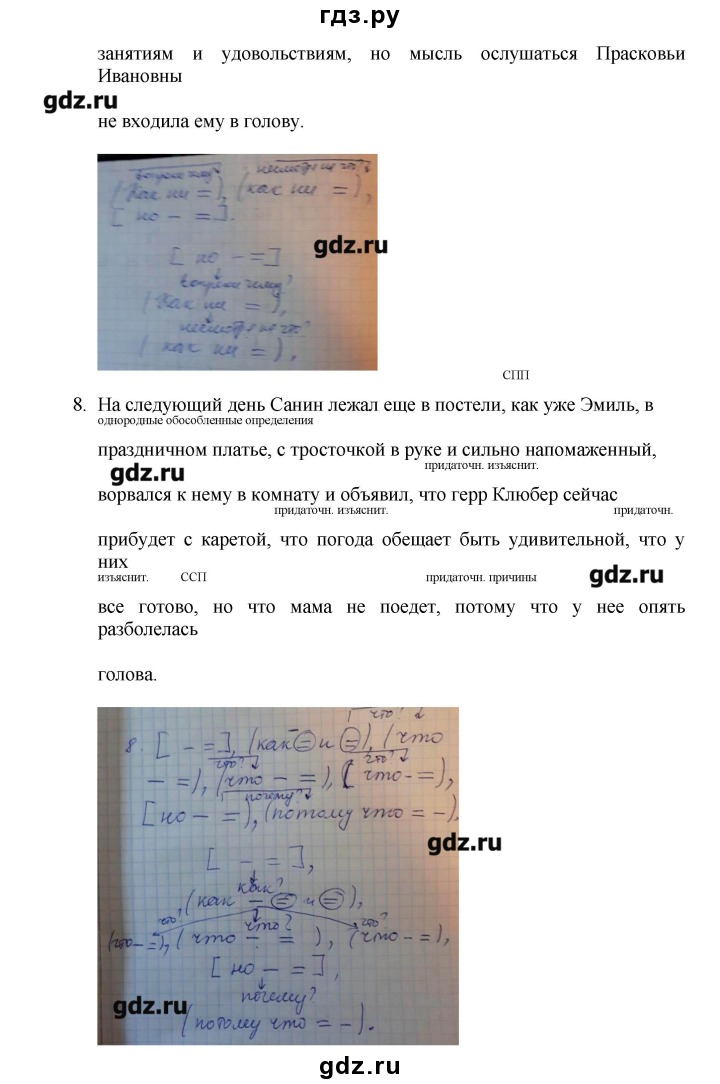 гдз.ру
занятиям и удовольствиям, но мысль ослушаться Прасковьи
Ивановны
gdz.ru
не входила ему в голову.
вопреки чему? несмотря на что?
(Как ни =), (как ни =),
[ но – = ].
gdz.ru
[ но – = ]
вопреки чему?
(Как ни =),
несмотря на что?
( как ни = ),
СПП
8. На следующий день Санин лежал еще в постели, как уже Эмиль, в
однородные обособленные определения
праздничном платье, с тросточкой в руке и сильно напомаженный,
gdz.ru
придаточн. изъяснит.
ворвался к нему в комнату и объявил, что герр Клюбер сейчас
придаточн. изъяснит. придаточн.
прибудет с каретой, что погода обещает быть удивительной, что у
них
изъяснит. ССП придаточн. причины
gdz.ru
все готово, но что мама не поедет, потому что у нее опять
разболелась
голова.
что?
8. [ – = ], (как = и =), (что
что? что?
– =), (что – =), ( что – =),
почему?
[но – =), (потому что = –).
gdz.ru
[ – = ],
как?
(как – = и =),
что? что? что?
(что – =), ( что – = ), (что – =),
[ но – = ],
почему?
gdz.ru
(потому что = –).
gdz.ru